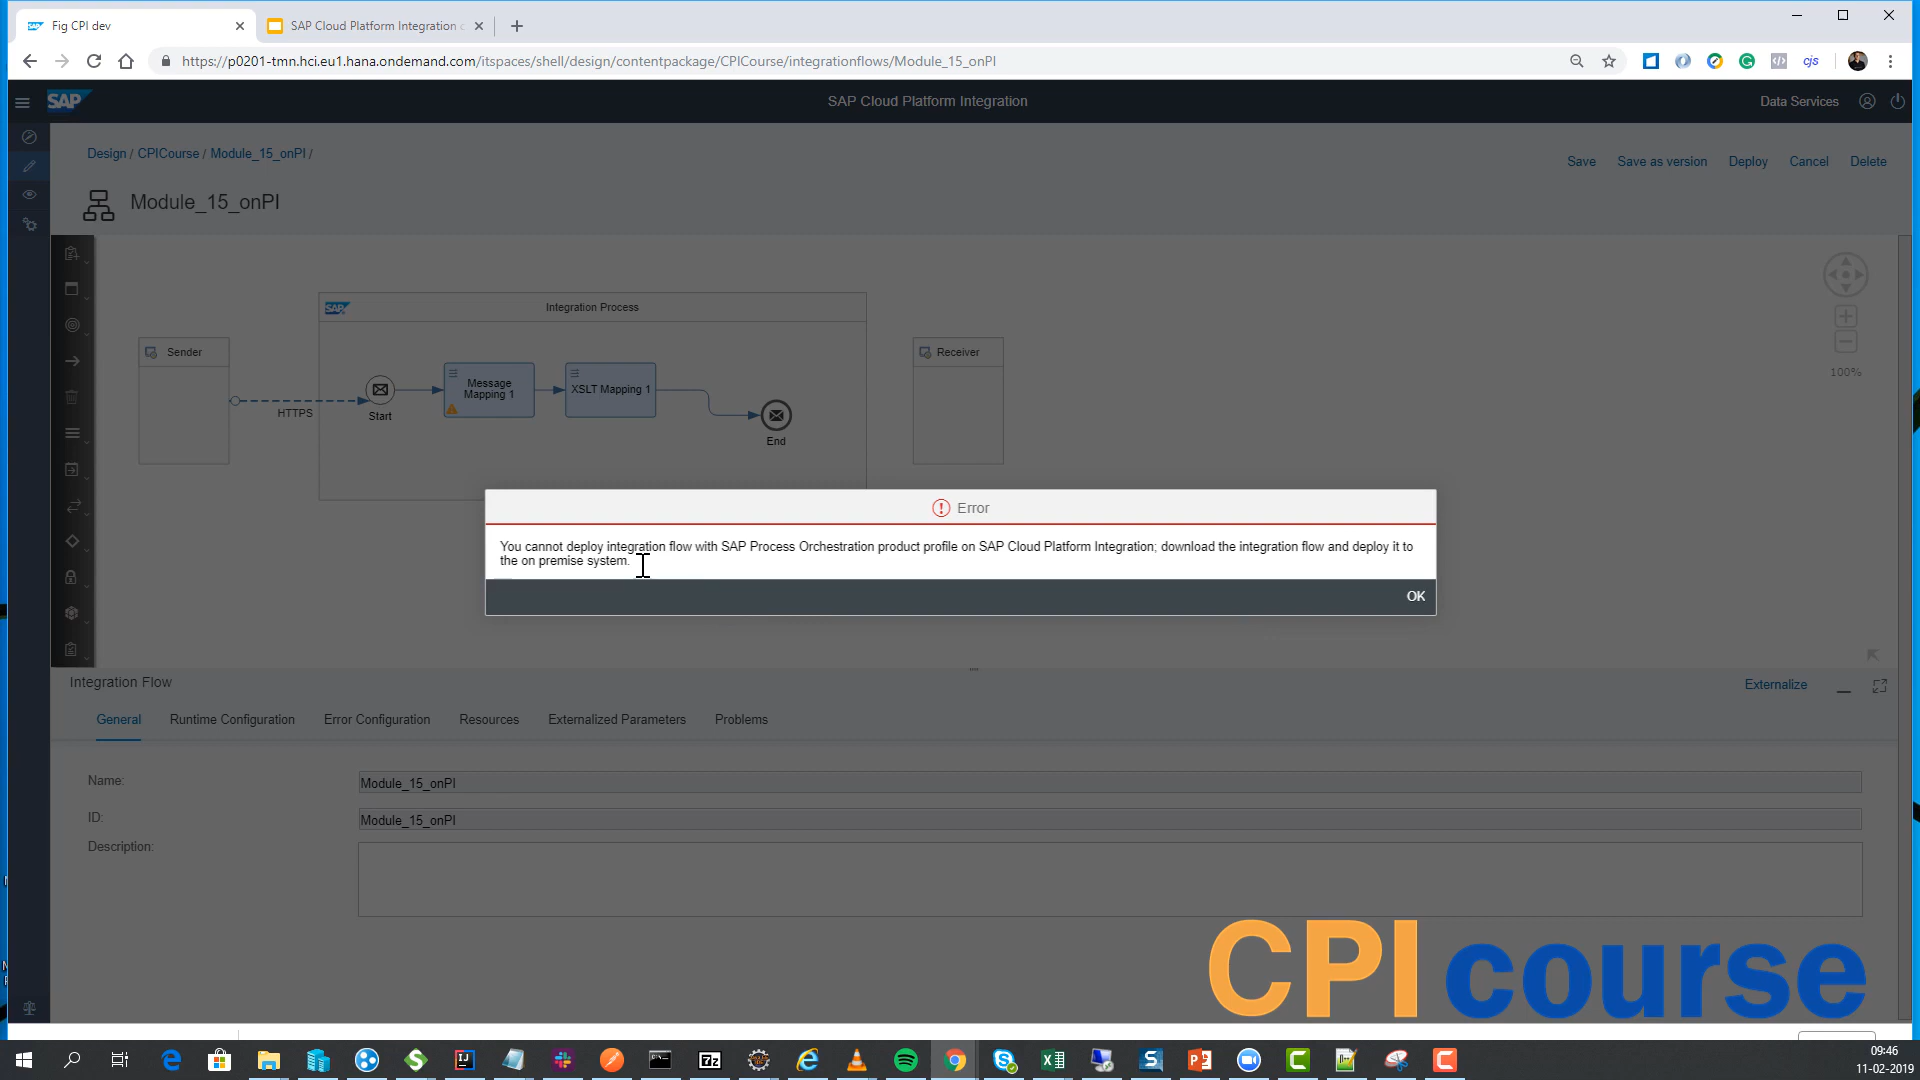 Fig CPI dev
SAP Cloud Platform Integration
https://p0201-tmn.hci.eu1.hana.ondemand.com/itspaces/shell/design/contentpackage/CPICourse/integrationflows/Module_15_onPI
cjs
SAP
SAP Cloud Platform Integration
Data Services
Design / CPICourse / Module_15_onPI /
Save
Save as version
Deploy
Cancel
Delete
Module_15_onPI
SAP
Integration Process
Sender
Receiver
Message
Mapping 1
XSLT Mapping 1
HTTPS
Start
End
100%
Error
You cannot deploy integration flow with SAP Process Orchestration product profile on SAP Cloud Platform Integration; download the integration flow and deploy it to
the on premise system.
OK
Integration Flow
Externalize
General
Runtime Configuration
Error Configuration
Resources
Externalized Parameters
Problems
Name:
Module_15_onPI
ID:
Module_15_onPI
Description:
CPI course
09:46
11-02-2019